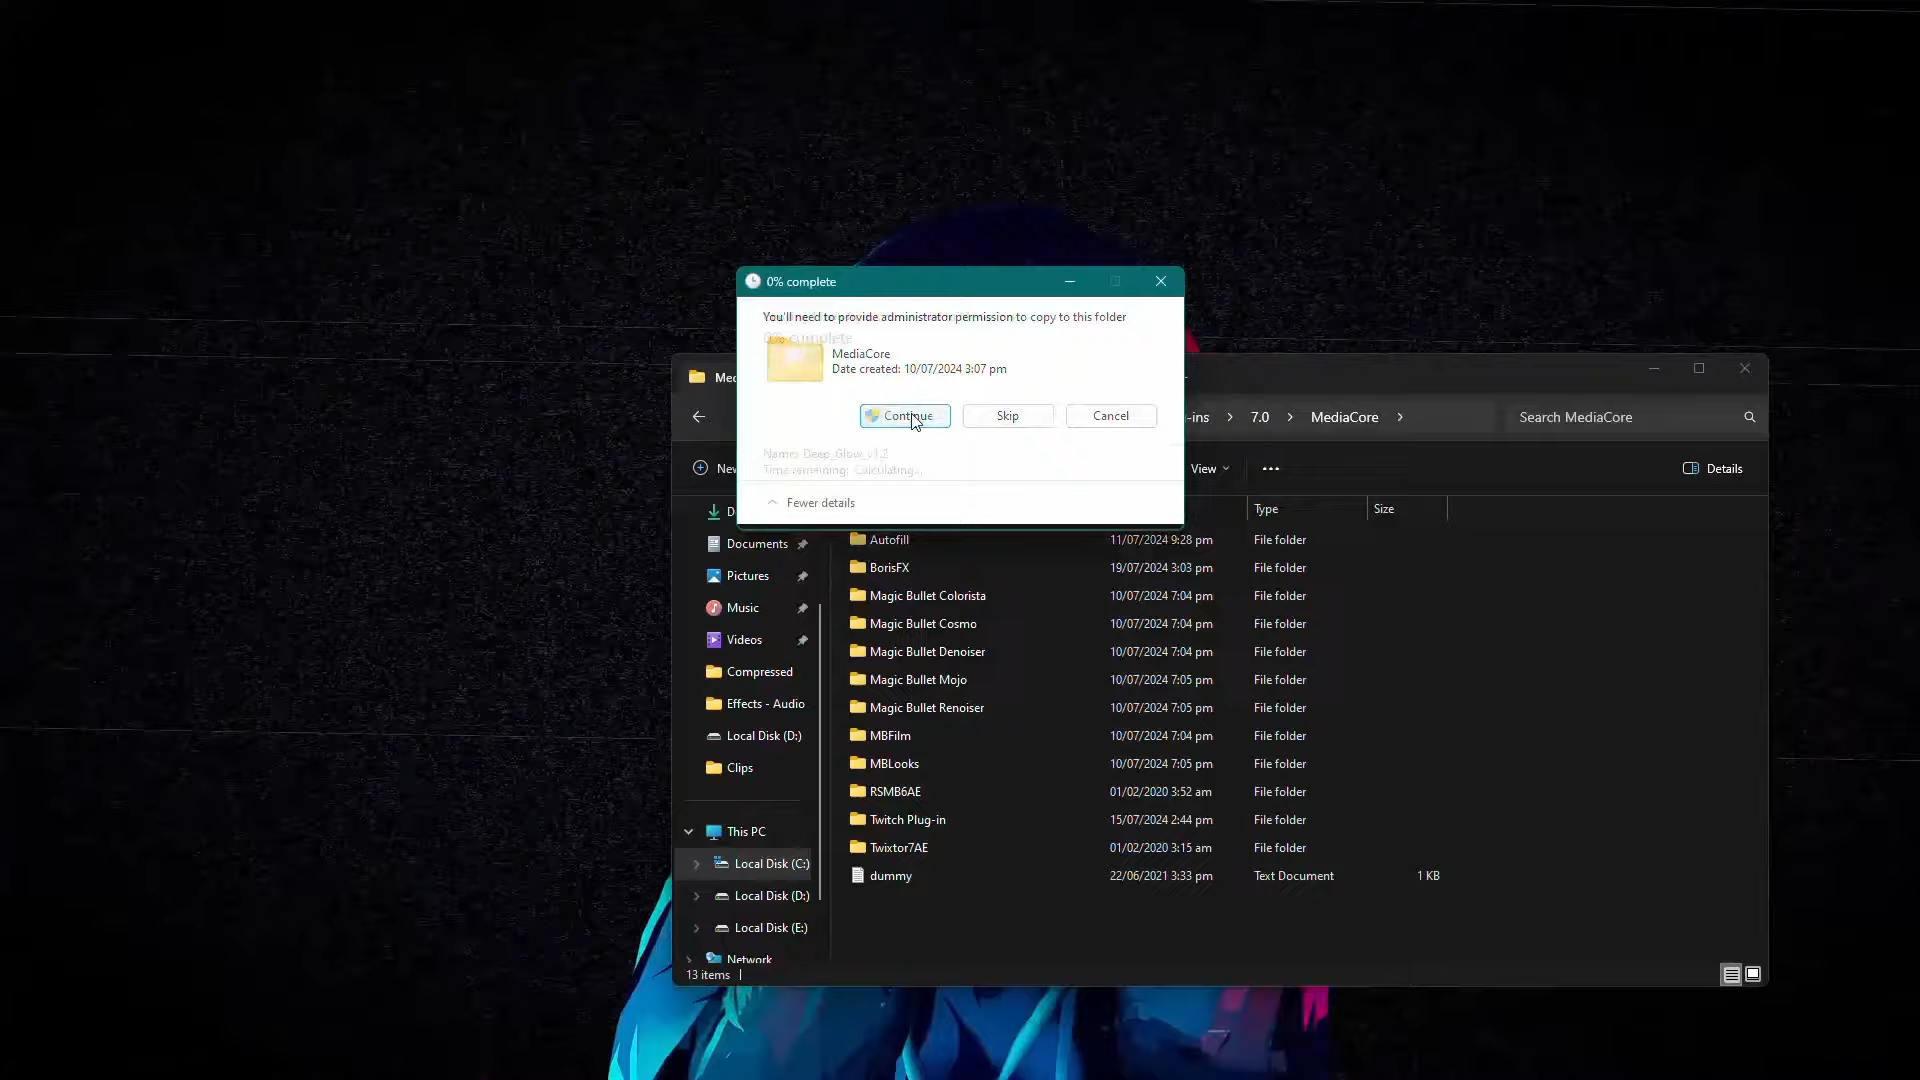 0% complete
You'll need to provide administrator permission to copy to this folder
0% complete
MediaCore
Date created: 10/07/2024 3:07 pm
Continue Skip Cancel
Name: Deep_Glow_v1.2
Time remaining: Calculating...
Fewer details
Med
-ins > 7.0 > MediaCore >
Search MediaCore
New
View
Details
Type Size
D
Documents
Pictures
Music
Videos
Compressed
Effects - Audio
Local Disk (D:)
Clips
This PC
Local Disk (C:)
Local Disk (D:)
Local Disk (E:)
Network
Autofill 11/07/2024 9:28 pm File folder
BorisFX 19/07/2024 3:03 pm File folder
Magic Bullet Colorista 10/07/2024 7:04 pm File folder
Magic Bullet Cosmo 10/07/2024 7:04 pm File folder
Magic Bullet Denoiser 10/07/2024 7:04 pm File folder
Magic Bullet Mojo 10/07/2024 7:05 pm File folder
Magic Bullet Renoiser 10/07/2024 7:05 pm File folder
MBFilm 10/07/2024 7:04 pm File folder
MBLooks 10/07/2024 7:05 pm File folder
RSMB6AE 01/02/2020 3:52 am File folder
Twitch Plug-in 15/07/2024 2:44 pm File folder
Twixtor7AE 01/02/2020 3:15 am File folder
dummy 22/06/2021 3:33 pm Text Document 1 KB
13 items